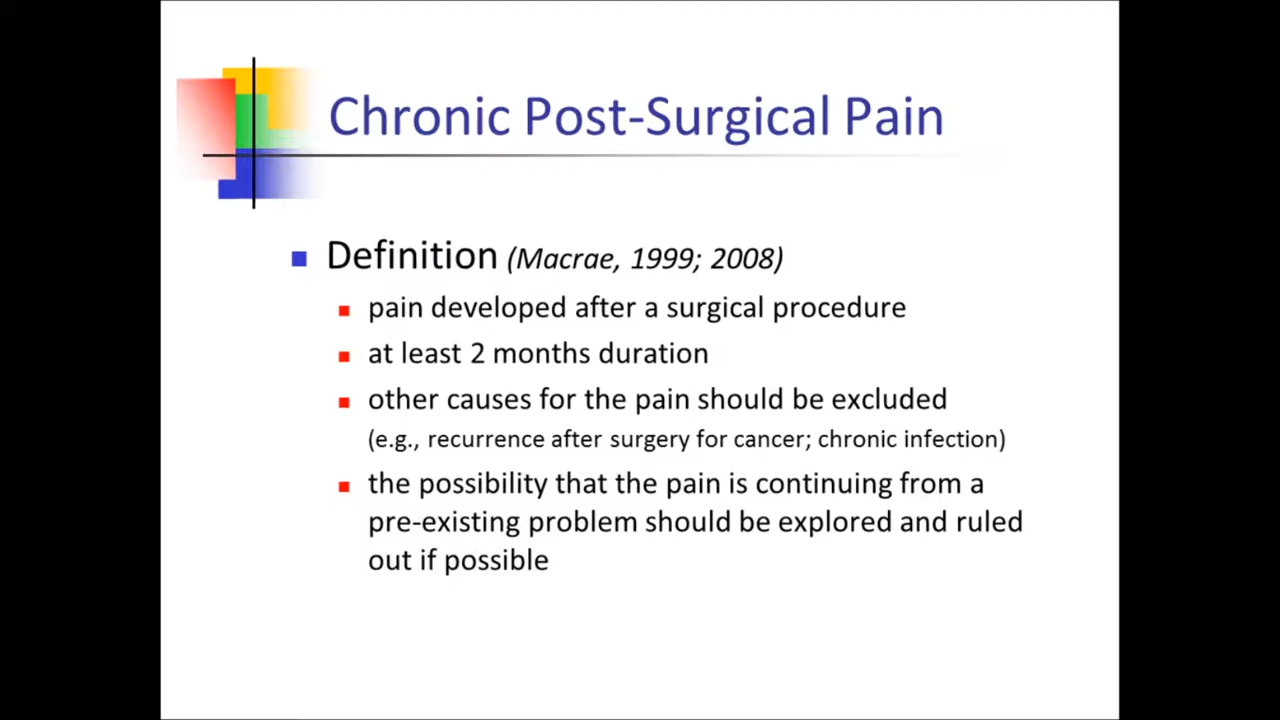 Chronic Post-Surgical Pain
Definition (Macrae, 1999; 2008)
pain developed after a surgical procedure
at least 2 months duration
other causes for the pain should be excluded
(e.g., recurrence after surgery for cancer; chronic infection)
the possibility that the pain is continuing from a
pre-existing problem should be explored and ruled
out if possible